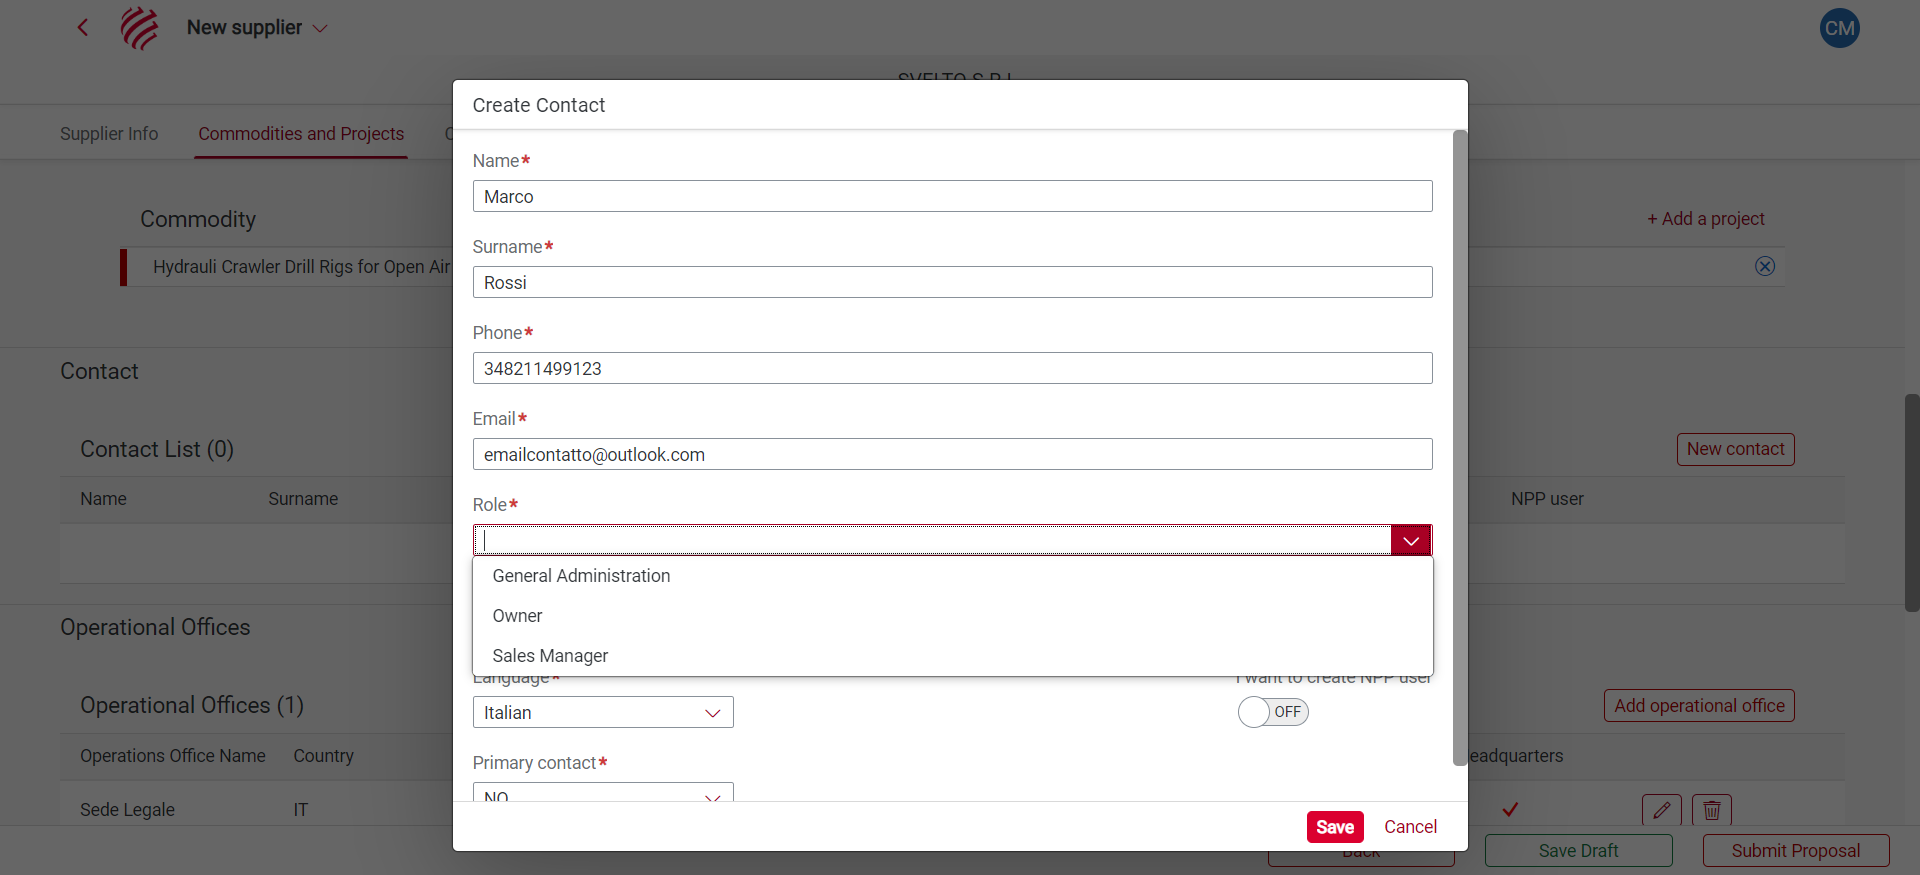 New supplier
CM
SVELTO S.R.L
Create Contact
Supplier Info
Commodities and Projects
Name*
Marco
Commodity
+ Add a project
Surname*
Hydrauli Crawler Drill Rigs for Open Air
Rossi
Phone*
348211499123
Contact
Email*
emailcontatto@outlook.com
Contact List (0)
New contact
Name
Surname
Role*
NPP user
General Administration
Owner
Sales Manager
Operational Offices
Language*
I want to create NPP user
Italian
OFF
Operational Offices (1)
Add operational office
Operations Office Name
Country
Primary contact*
eadquarters
NO
Sede Legale
IT
Save
Cancel
Back
Save Draft
Submit Proposal